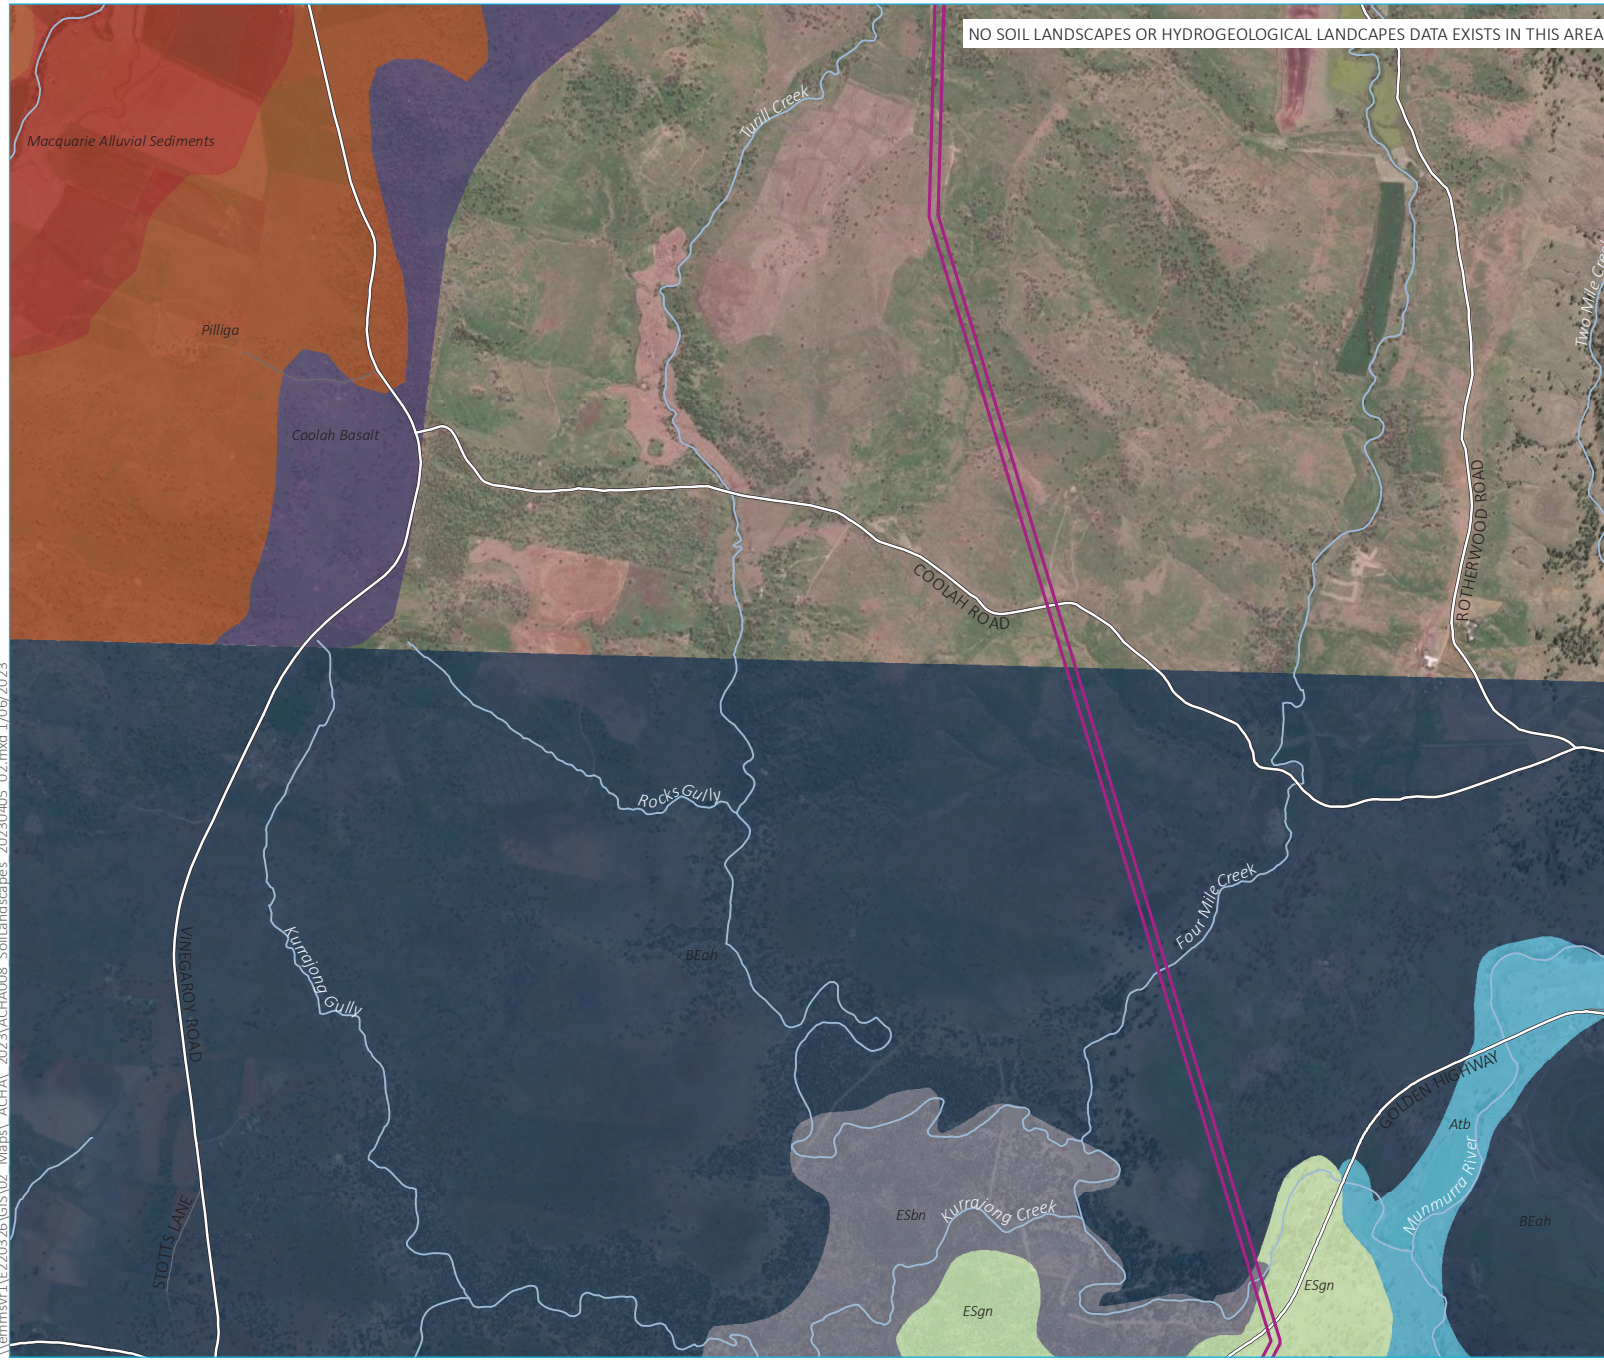 NO SOIL LANDSCAPES OR HYDROGEOLOGICAL LANDCAPES DATA EXISTS IN THIS AREA
Turill Creek
Macquarie Alluvial Sediments
Two Mile Creek
Pilliga
Coolah Basalt
ROTHERWOOD ROAD
COOLAH ROAD
Rocks Gully
Four Mile Creek
Kurrajong Gully
VINEGAROY ROAD
BEah
GOLDEN HIGHWAY
Atb
Munmurra River
Kurrajong Creek
ESbn
BEah
STOTTS LANE
ESgn
ESgn